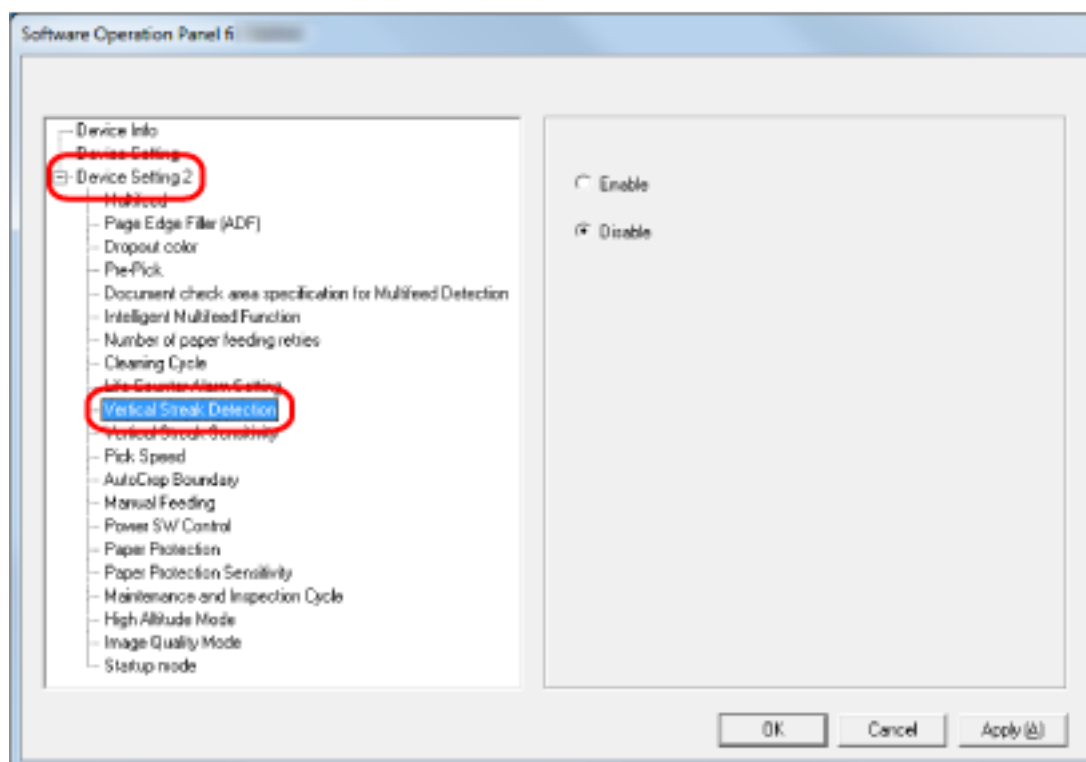 Software Operation Panel fi
Device Info
Device Setting
Device Setting 2
Multifeed
Page Edge Filler (ADF)
Dropout color
Pre-Pick
Document check area specification for Multifeed Detection
Intelligent Multifeed Function
Number of paper feeding retries
Cleaning Cycle
Life Counter Alarm Setting
Vertical Streak Detection
Vertical Streak Sensitivity
Pick Speed
AutoCrop Boundary
Manual Feeding
Power SW Control
Paper Protection
Paper Protection Sensitivity
Maintenance and Inspection Cycle
High Altitude Mode
Image Quality Mode
Startup mode
Enable
Disable
OK
Cancel
Apply (A)